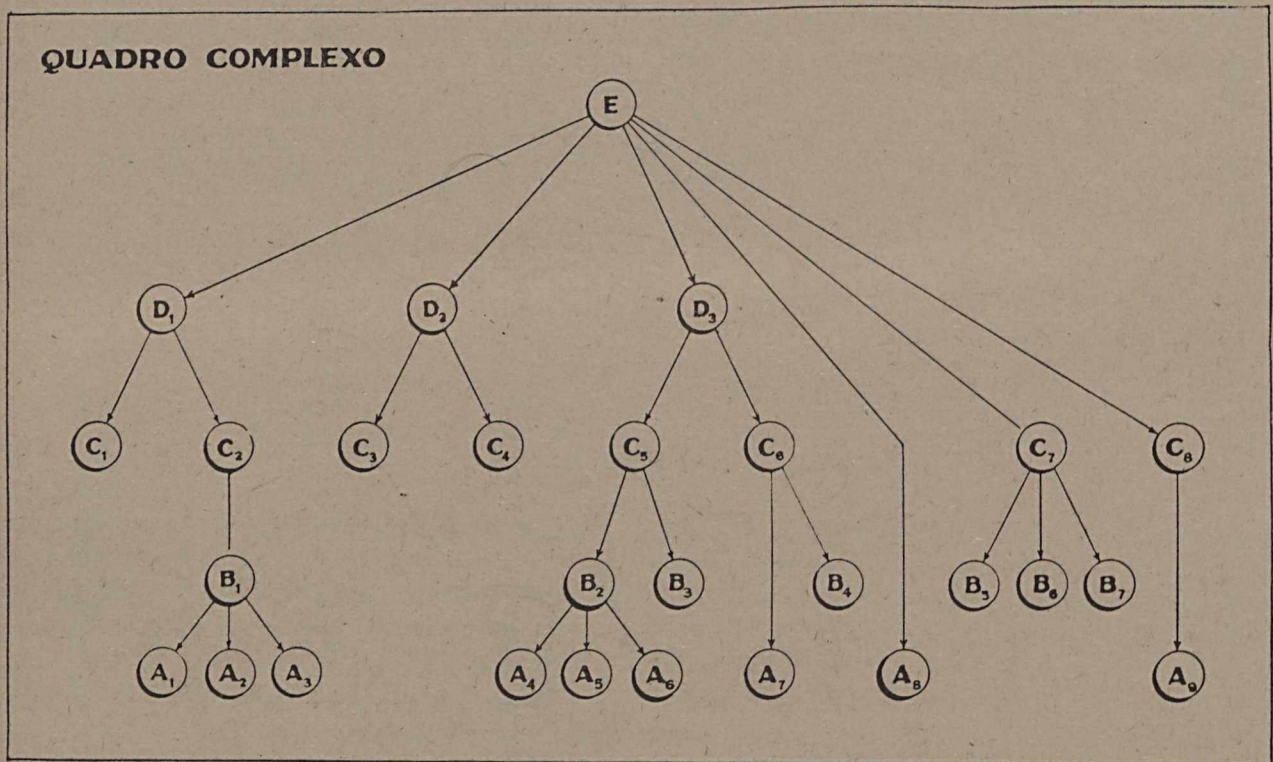 QUADRO COMPLEXO
E
D₁ D₂ D₃
C₁ C₂ C₃ C₄ C₅ C₆ C₇ C₈
B₁ B₂ B₃ B₄ B₅ B₆ B₇
A₁ A₂ A₃ A₄ A₅ A₆ A₇ A₈ A₉